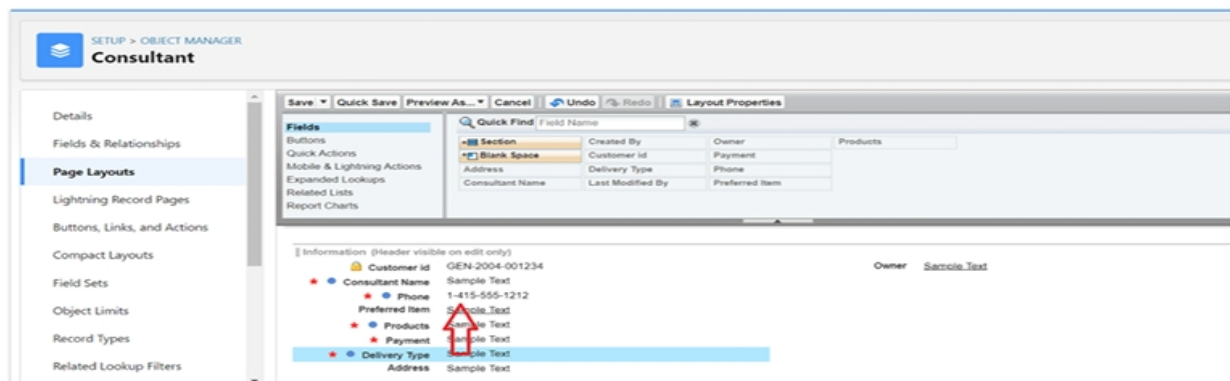 SETUP > OBJECT MANAGER
Consultant
Details
Fields & Relationships
Page Layouts
Lightning Record Pages
Buttons, Links, and Actions
Compact Layouts
Field Sets
Object Limits
Record Types
Related Lookup Filters
Save Quick Save Preview As... Cancel Undo Redo Layout Properties
Fields
Buttons
Quick Actions
Mobile & Lightning Actions
Expanded Lookups
Related Lists
Report Charts
Quick Find Field Name
Section Created By Owner Products
Blank Space Customer id Payment
Address Delivery Type Phone
Consultant Name Last Modified By Preferred Item
Information (Header visible on edit only)
Customer id GEN-2004-001234 Owner Sample Text
Consultant Name Sample Text
Phone 1-415-555-1212
Preferred Item Sample Text
Products Sample Text
Payment Sample Text
Delivery Type Sample Text
Address Sample Text